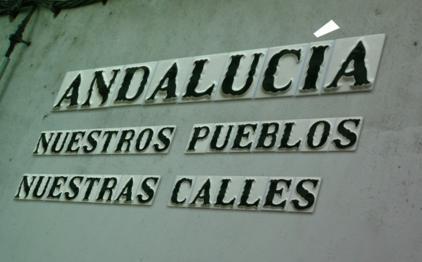 ANDALUCÍA
NUESTROS PUEBLOS
NUESTRAS CALLES